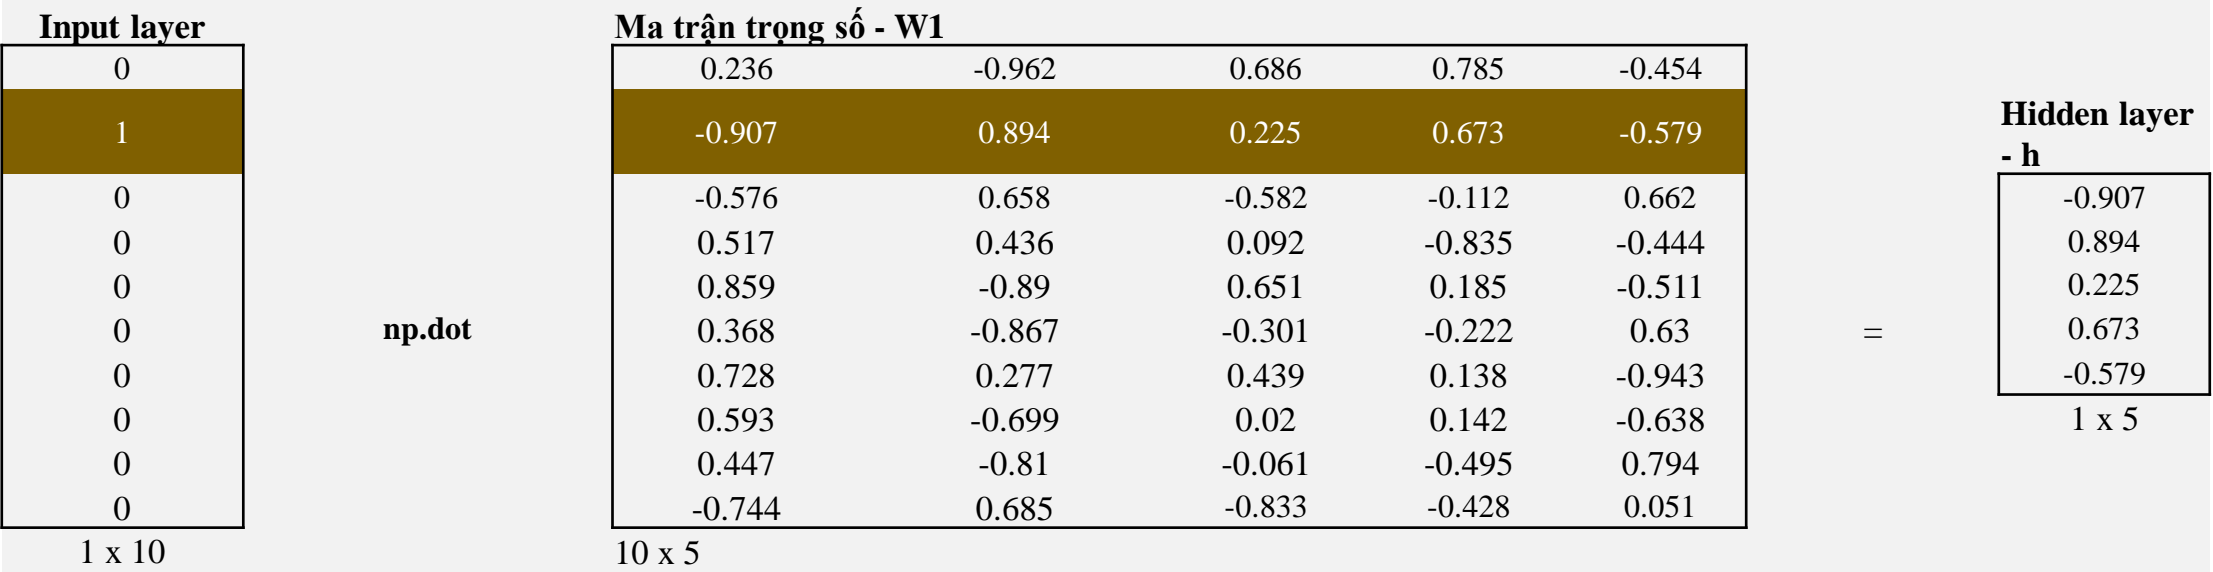 Input layer
Ma trận trọng số - W1
0 0.236 -0.962 0.686 0.785 -0.454
1 -0.907 0.894 0.225 0.673 -0.579
Hidden layer
- h
0 -0.576 0.658 -0.582 -0.112 0.662 -0.907
0 0.517 0.436 0.092 -0.835 -0.444 0.894
0 0.859 -0.89 0.651 0.185 -0.511 0.225
0 np.dot 0.368 -0.867 -0.301 -0.222 0.63 = 0.673
0 0.728 0.277 0.439 0.138 -0.943 -0.579
0 0.593 -0.699 0.02 0.142 -0.638 1 x 5
0 0.447 -0.81 -0.061 -0.495 0.794
0 -0.744 0.685 -0.833 -0.428 0.051
1 x 10 10 x 5